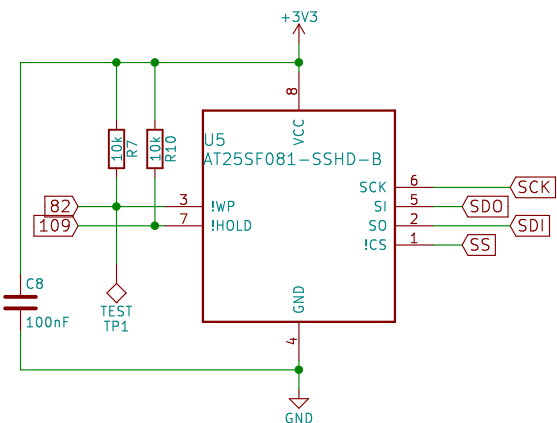 +3V3
8
VCC
U5
AT25SF081-SSHD-B
10k
R7
10k
R10
SCK
6
SCK
82
3
!WP
SI
5
SDO
109
7
!HOLD
SO
2
SDI
!CS
1
SS
C8
100nF
TEST
TP1
GND
4
GND